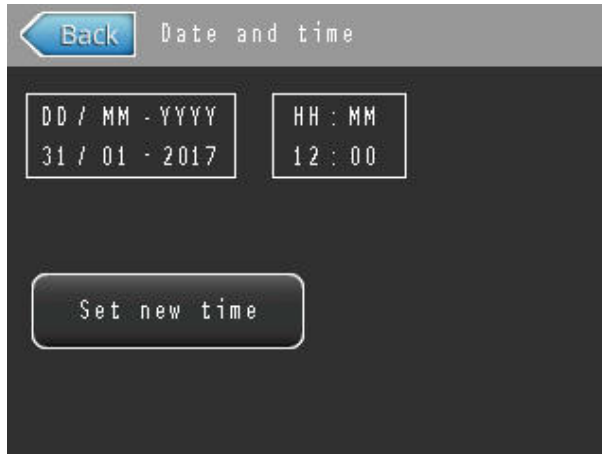 Back Date and time
DD / MM - YYYY HH : MM
31 / 01 - 2017 12 : 00
Set new time